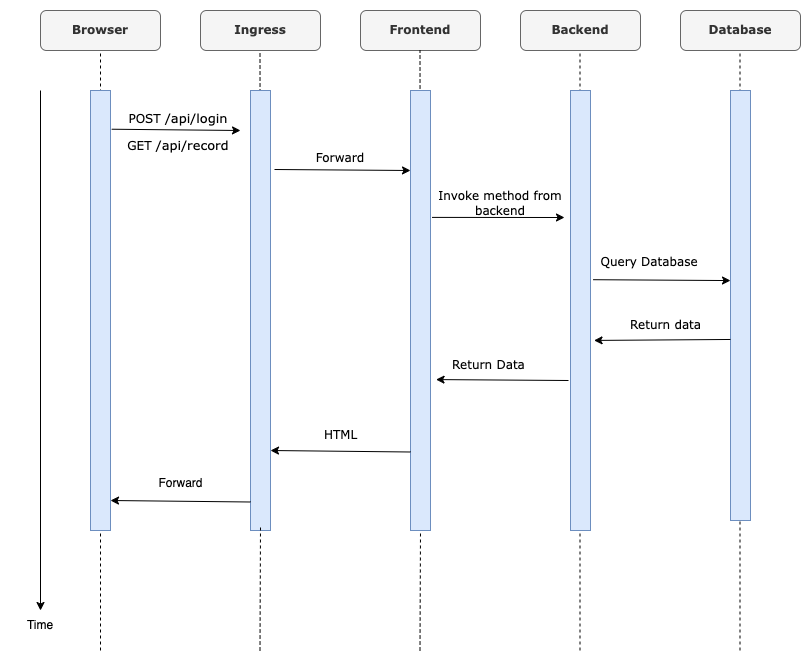 Browser
Ingress
Frontend
Backend
Database
POST /api/login
GET /api/record
Forward
Invoke method from
backend
Query Database
Return data
Return Data
HTML
Forward
Time